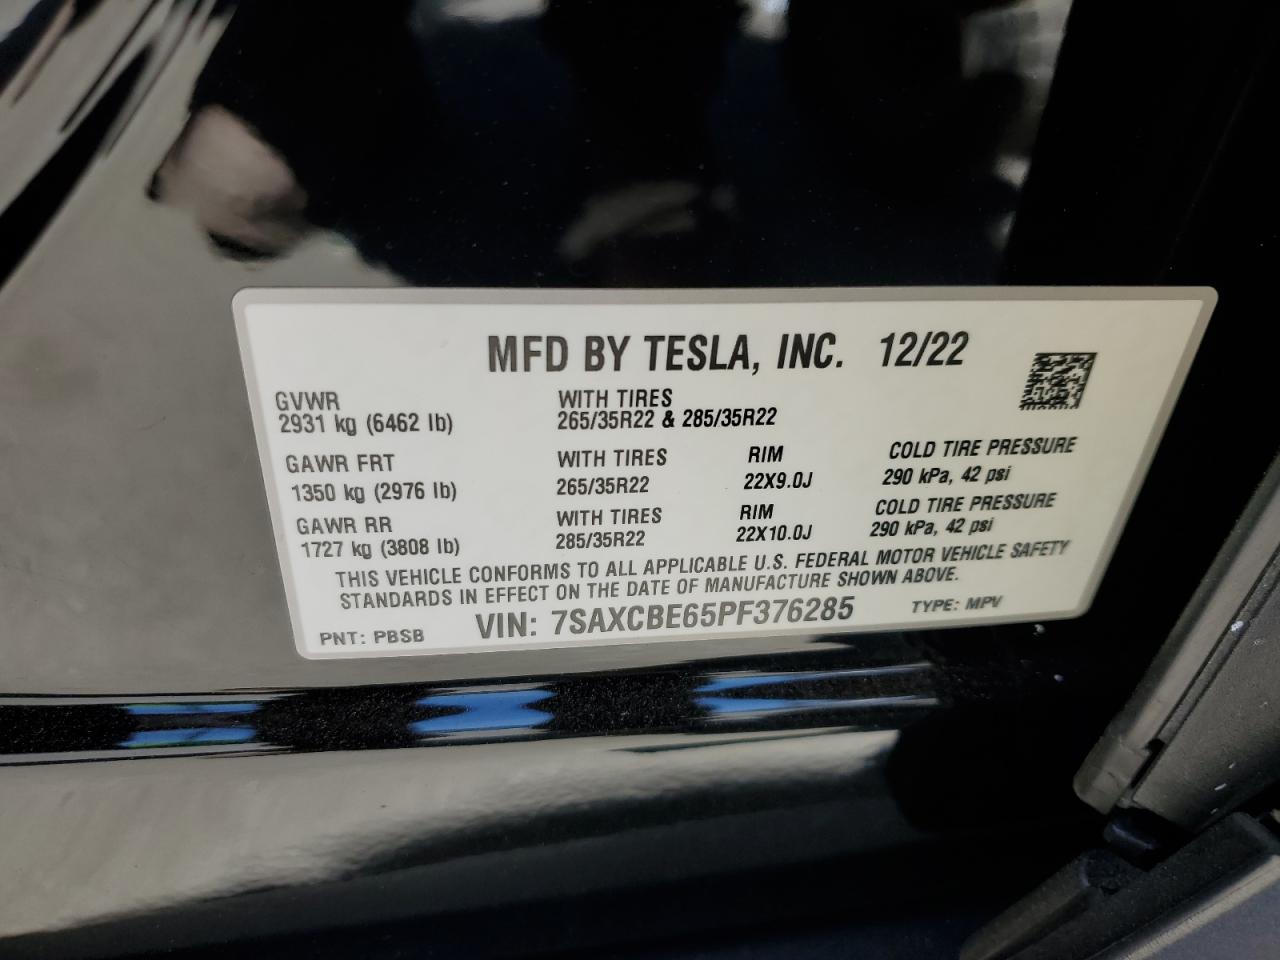 MFD BY TESLA, INC. 12/22
GVWR WITH TIRES
2931 kg (6462 lb) 265/35R22 & 285/35R22
GAWR FRT WITH TIRES RIM COLD TIRE PRESSURE
1350 kg (2976 lb) 265/35R22 22X9.0J 290 kPa, 42 psi
GAWR RR WITH TIRES RIM COLD TIRE PRESSURE
1727 kg (3808 lb) 285/35R22 22X10.0J 290 kPa, 42 psi
THIS VEHICLE CONFORMS TO ALL APPLICABLE U.S. FEDERAL MOTOR VEHICLE SAFETY
STANDARDS IN EFFECT ON THE DATE OF MANUFACTURE SHOWN ABOVE.
PNT: PBSB VIN: 7SAXCBE65PF376285 TYPE: MPV